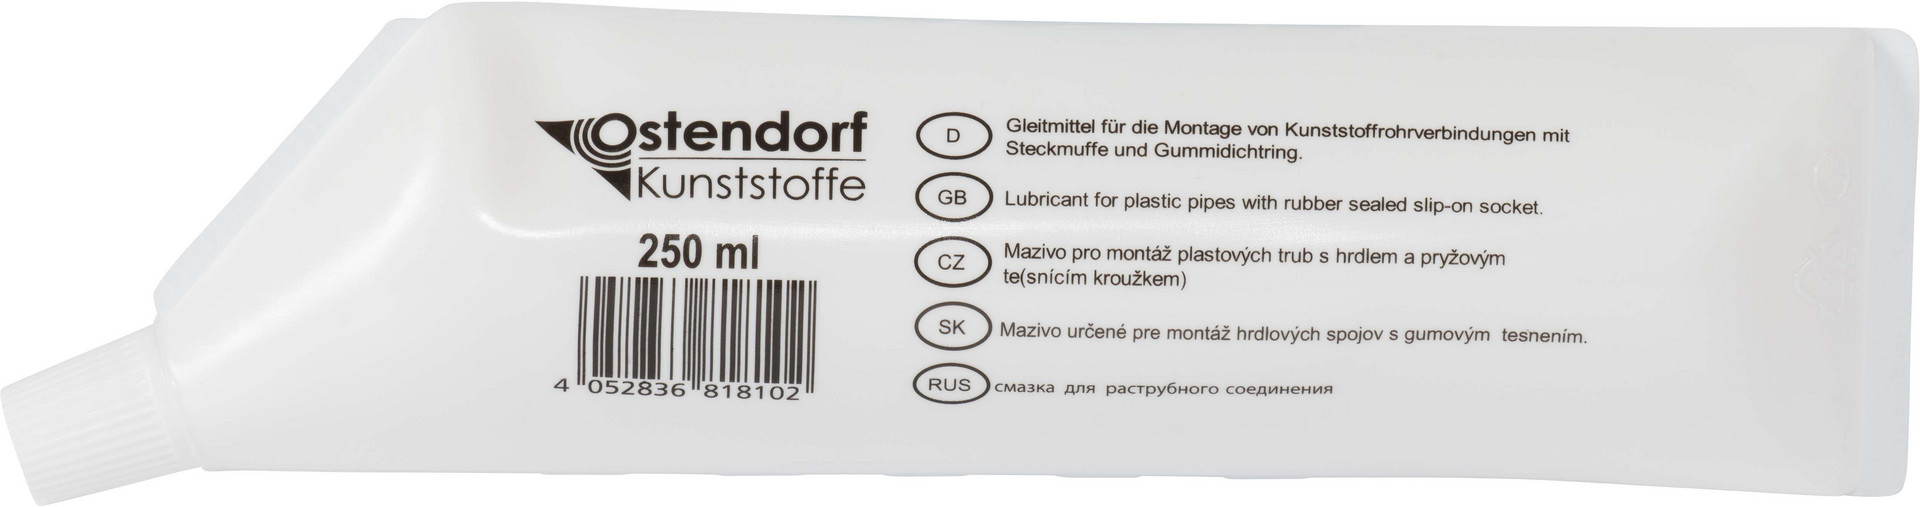 Ostendorf
Kunststoffe
250 ml
4 052836 818102
D
Gleitmittel für die Montage von Kunststoffrohrverbindungen mit
Steckmuffe und Gummidichtring.
GB
Lubricant for plastic pipes with rubber sealed slip-on socket.
CZ
Mazivo pro montáž plastových trub s hrdlem a pryžovým
te(snícím kroužkem)
SK
Mazivo určené pre montáž hrdlových spojov s gumovým tesnením.
RUS
смазка для раструбного соединения